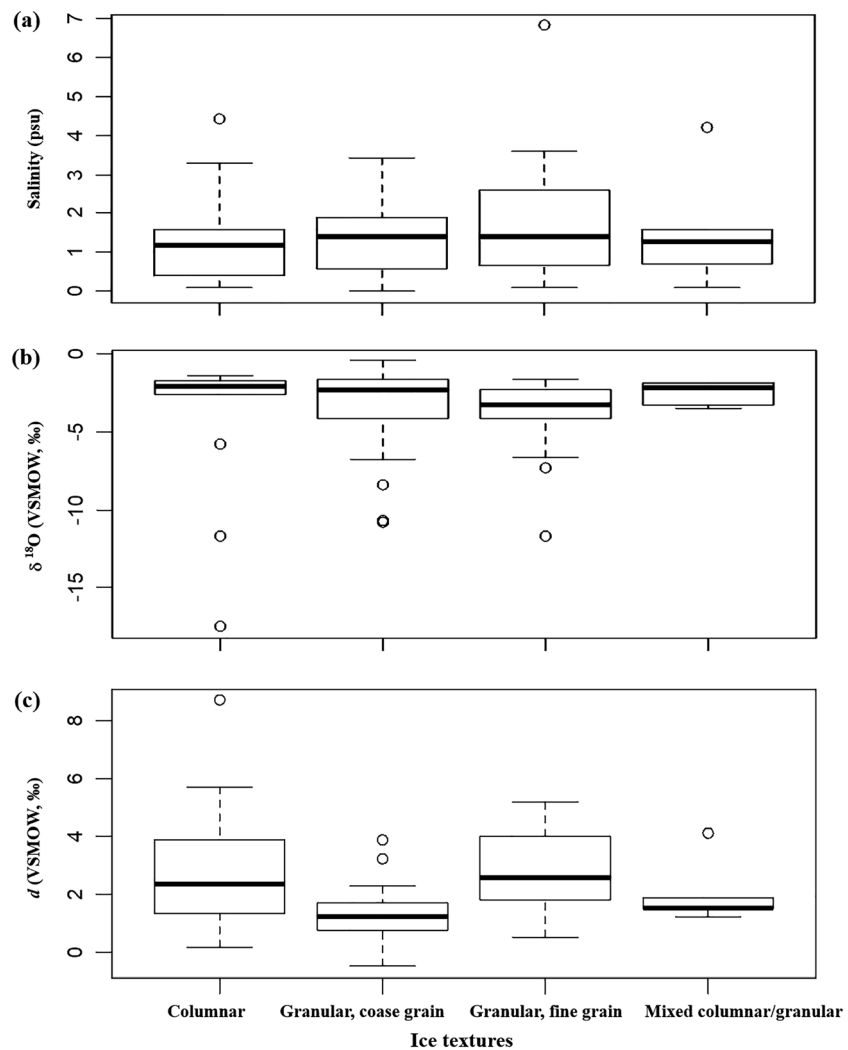 (a)
Salinity (psu)
7
6
5
4
3
2
1
0
(b)
δ ¹⁸O (VSMOW, ‰)
0
-5
-10
-15
(c)
d (VSMOW, ‰)
8
6
4
2
0
Columnar Granular, coase grain Granular, fine grain Mixed columnar/granular
Ice textures